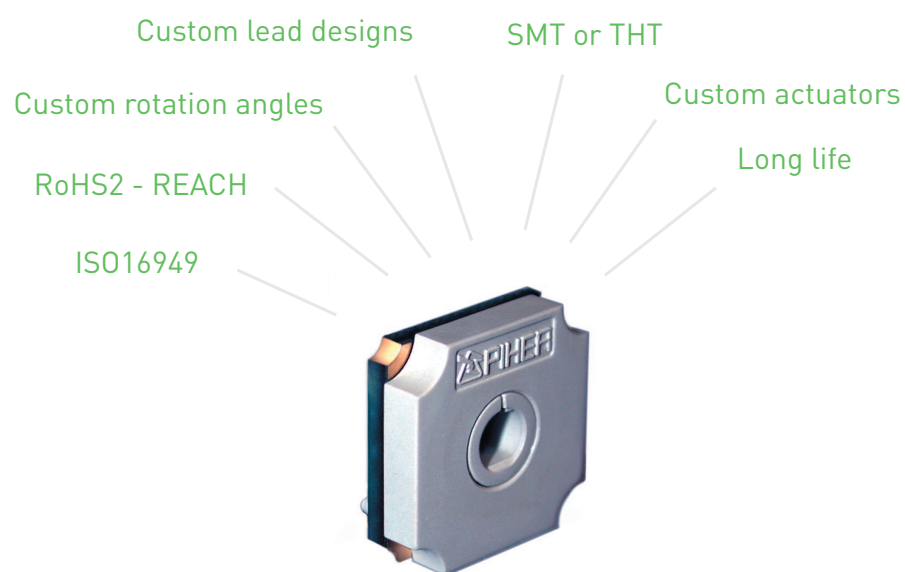 Custom lead designs
SMT or THT
Custom rotation angles
Custom actuators
RoHS2 - REACH
Long life
ISO16949
PIHER